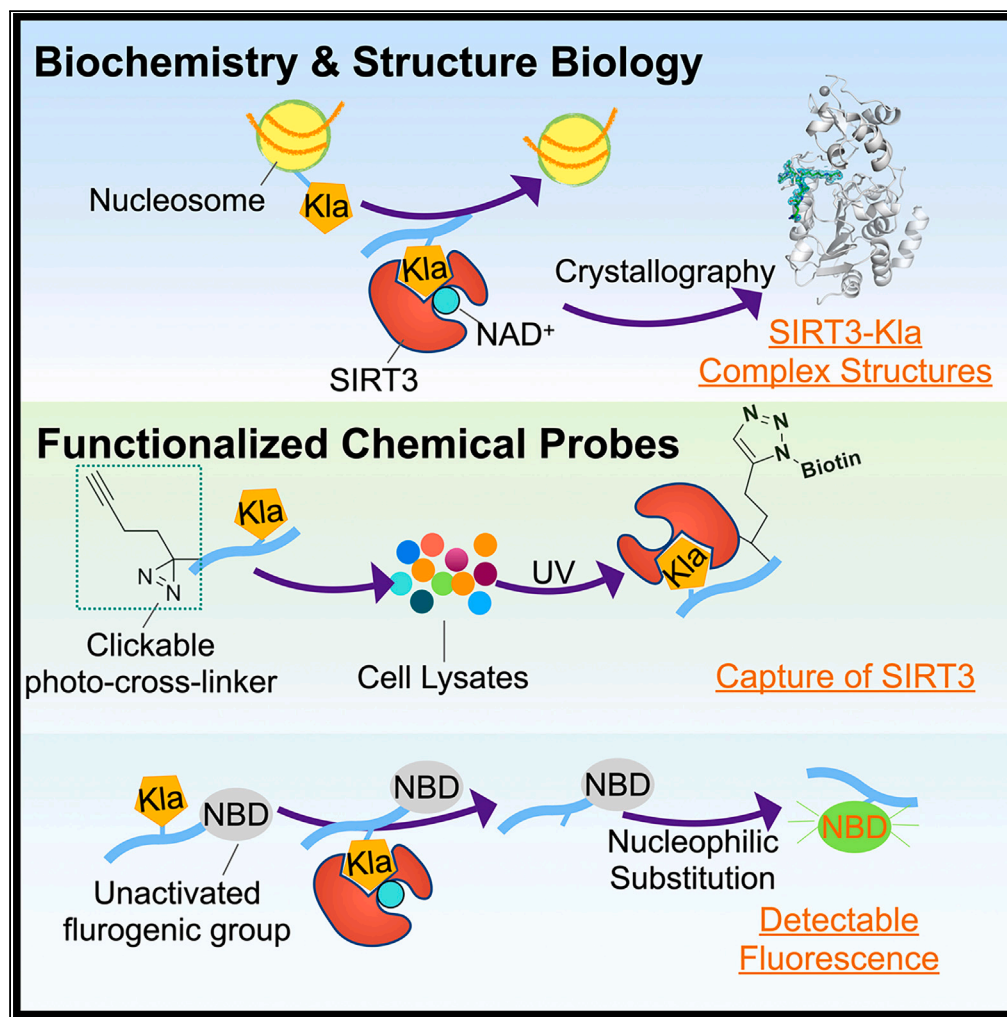 Biochemistry & Structure Biology
Nucleosome
Kla
Kla
NAD⁺
SIRT3
Crystallography
SIRT3-Kla
Complex Structures
Functionalized Chemical Probes
N
N
Kla
Clickable
photo-cross-linker
Cell Lysates
UV
Kla
N
N
N
Biotin
Capture of SIRT3
Kla
NBD
Unactivated
flurogenic group
NBD
Kla
NBD
Nucleophilic
Substitution
NBD
Detectable
Fluorescence